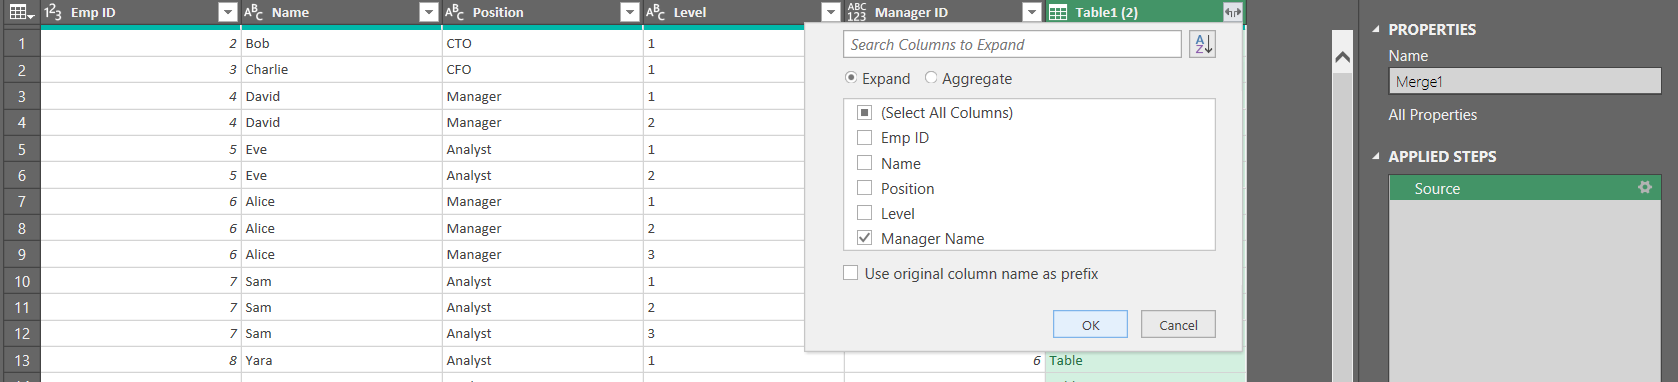 1²3 Emp ID ABC Name ABC Position ABC Level ABC 123 Manager ID Table1 (2)
1 2 Bob CTO 1
2 3 Charlie CFO 1
3 4 David Manager 1
4 4 David Manager 2
5 5 Eve Analyst 1
6 5 Eve Analyst 2
7 6 Alice Manager 1
8 6 Alice Manager 2
9 6 Alice Manager 3
10 7 Sam Analyst 1
11 7 Sam Analyst 2
12 7 Sam Analyst 3
13 8 Yara Analyst 1 6 Table
Search Columns to Expand
AZ
Expand Aggregate
(Select All Columns)
Emp ID
Name
Position
Level
Manager Name
Use original column name as prefix
OK Cancel
PROPERTIES
Name
Merge1
All Properties
APPLIED STEPS
Source